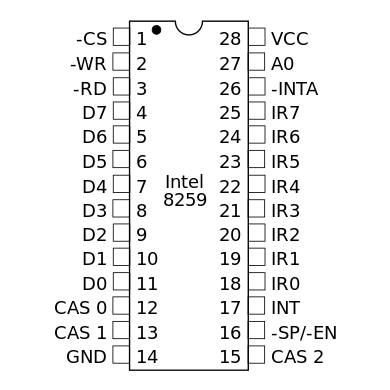 -CS 1 28 VCC
-WR 2 27 A0
-RD 3 26 -INTA
D7 4 25 IR7
D6 5 24 IR6
D5 6 23 IR5
D4 7 Intel 22 IR4
D3 8 8259 21 IR3
D2 9 20 IR2
D1 10 19 IR1
D0 11 18 IR0
CAS 0 12 17 INT
CAS 1 13 16 -SP/-EN
GND 14 15 CAS 2